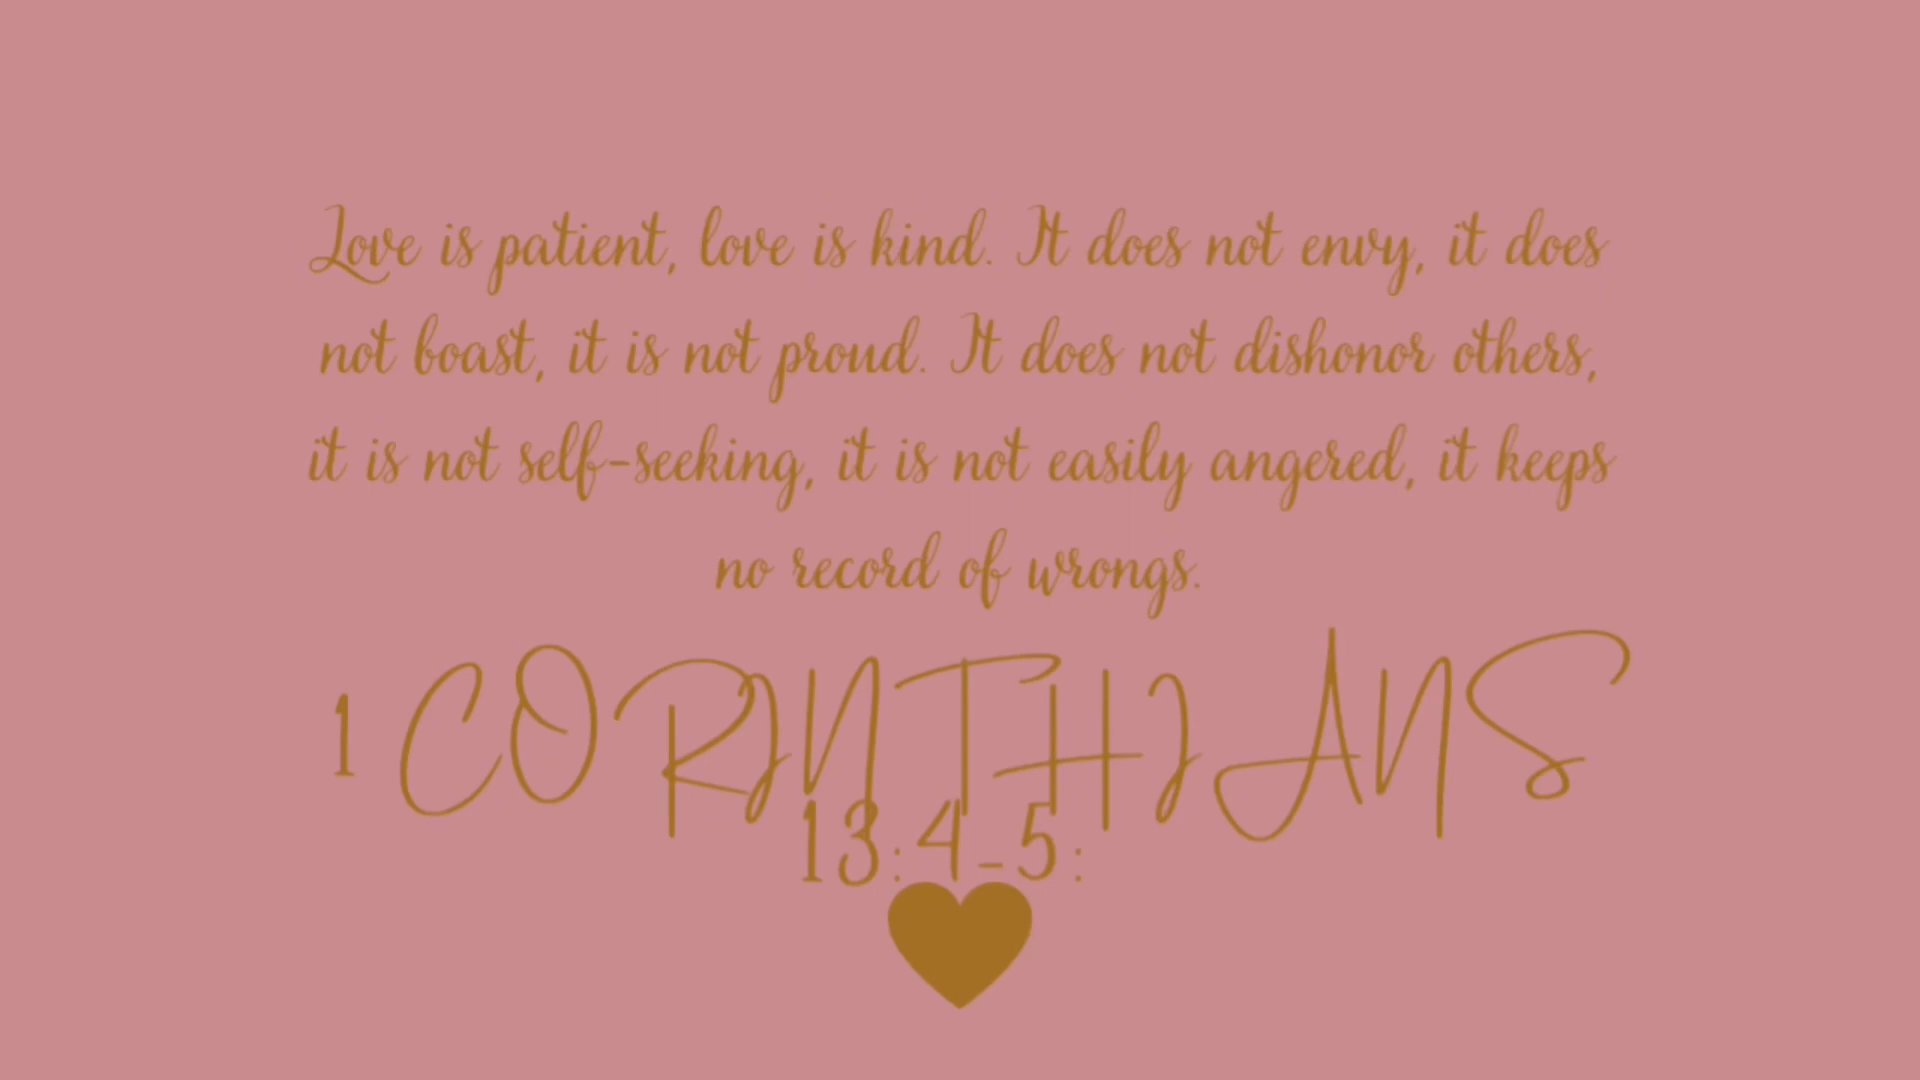 Love is patient, love is kind. It does not envy, it does
not boast, it is not proud. It does not dishonor others,
it is not self-seeking, it is not easily angered, it keeps
no record of wrongs.
1 CORINTHIANS
13:4-5: